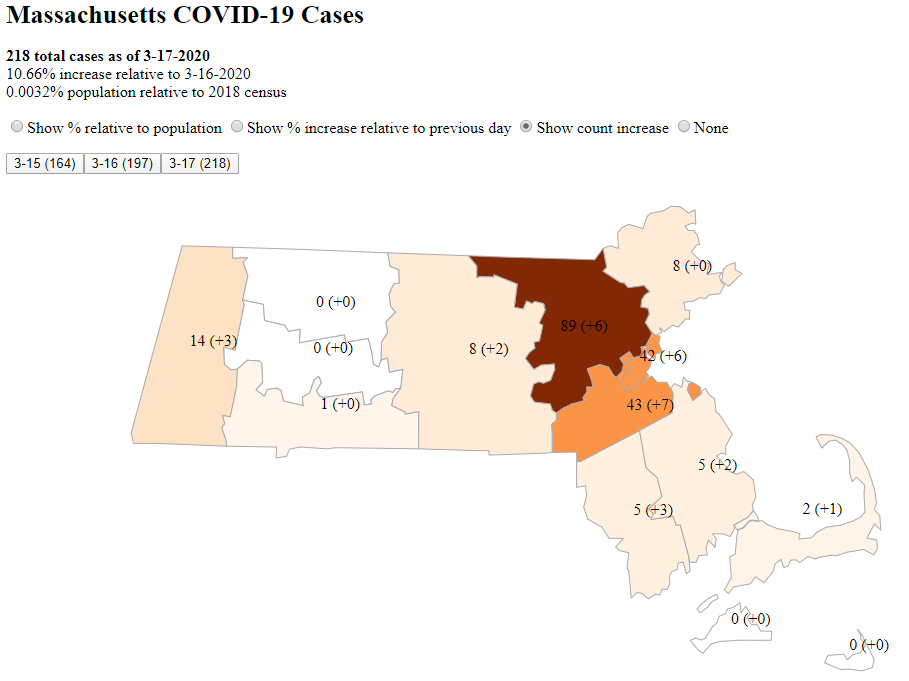 Massachusetts COVID-19 Cases
218 total cases as of 3-17-2020
10.66% increase relative to 3-16-2020
0.0032% population relative to 2018 census
Show % relative to population Show % increase relative to previous day Show count increase None
3-15 (164) 3-16 (197) 3-17 (218)
8 (+0)
0 (+0)
89 (+6)
14 (+3)
0 (+0)
8 (+2)
42 (+6)
1 (+0)
43 (+7)
5 (+2)
5 (+3)
2 (+1)
0 (+0)
0 (+0)